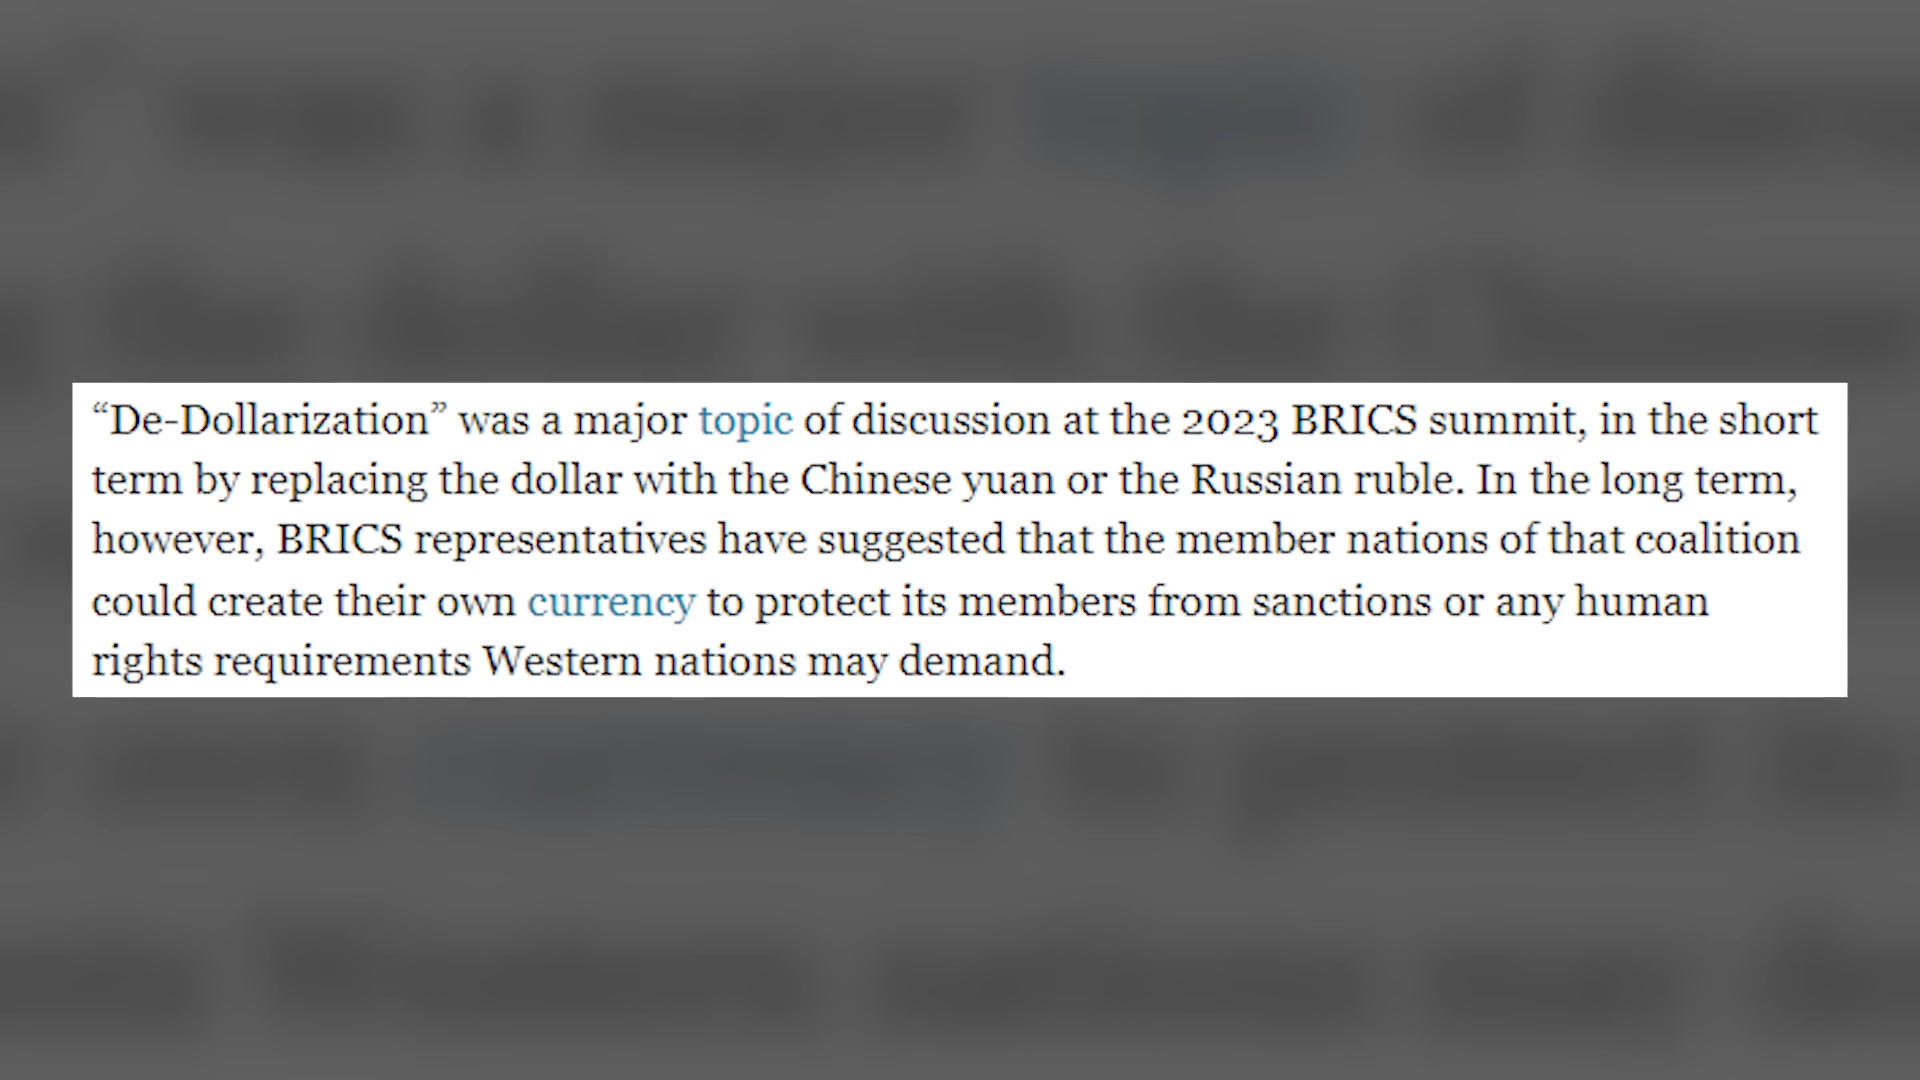 “De-Dollarization” was a major topic of discussion at the 2023 BRICS summit, in the short
term by replacing the dollar with the Chinese yuan or the Russian ruble. In the long term,
however, BRICS representatives have suggested that the member nations of that coalition
could create their own currency to protect its members from sanctions or any human
rights requirements Western nations may demand.